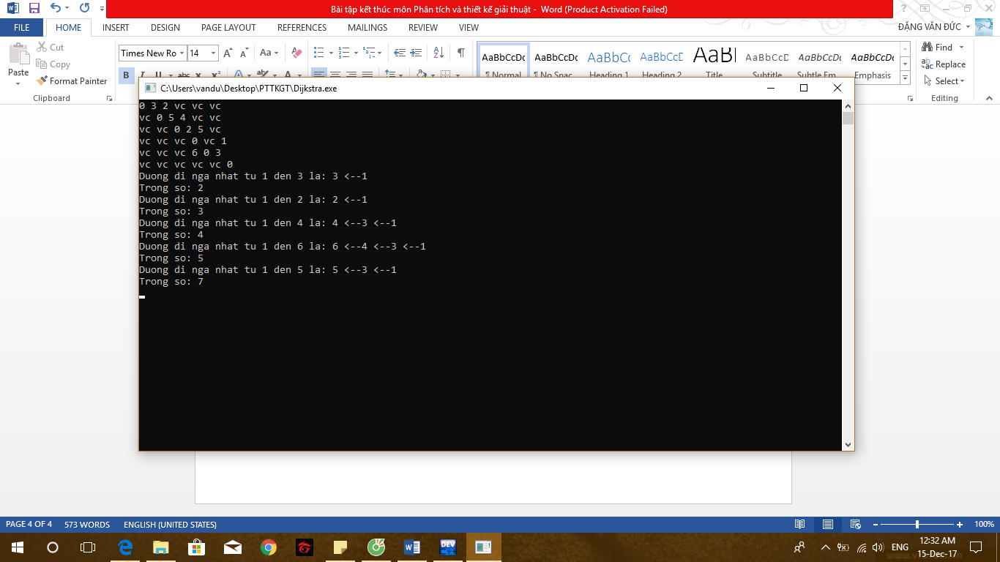 Bài tập kết thúc môn Phân tích và thiết kế giải thuật - Word (Product Activation Failed)
FILE HOME INSERT DESIGN PAGE LAYOUT REFERENCES MAILINGS REVIEW VIEW ĐẶNG VĂN ĐỨC
Paste
Cut
Copy
Format Painter
Clipboard
Times New Ro 14
B I U abc
AaBbCcDc AaBbCcDc AaBbCc AaBbCcD AaBl AaBbCcD AaBbCcDc AaBbCcDc
¶ Normal ¶ No Spac... Heading 1 Heading 2 Title Subtitle Subtle Em... Emphasis
Find
Replace
Select
Editing
C:\Users\vandu\Desktop\PTTKGT\Dijkstra.exe
0 3 2 vc vc vc
vc 0 5 4 vc vc
vc vc 0 2 5 vc
vc vc vc 0 vc 1
vc vc vc 6 0 3
vc vc vc vc vc 0
Duong di nga nhat tu 1 den 3 la: 3 <--1
Trong so: 2
Duong di nga nhat tu 1 den 2 la: 2 <--1
Trong so: 3
Duong di nga nhat tu 1 den 4 la: 4 <--3 <--1
Trong so: 4
Duong di nga nhat tu 1 den 6 la: 6 <--4 <--3 <--1
Trong so: 5
Duong di nga nhat tu 1 den 5 la: 5 <--3 <--1
Trong so: 7
PAGE 4 OF 4 573 WORDS ENGLISH (UNITED STATES) 100%
DEV
ENG
12:32 AM
15-Dec-17